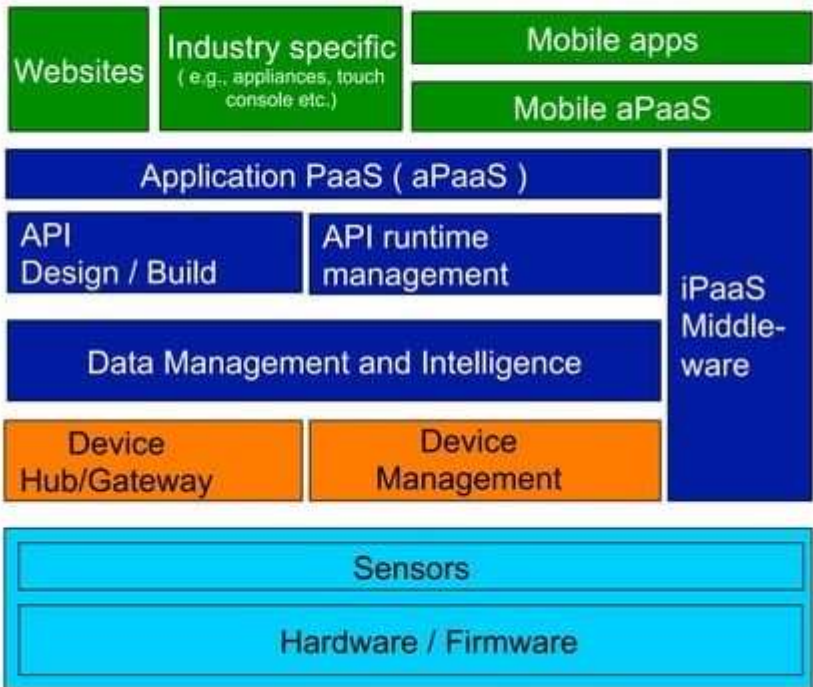 Websites
Industry specific
( e.g., appliances, touch
console etc.)
Mobile apps
Mobile aPaaS
Application PaaS ( aPaaS )
API
Design / Build
API runtime
management
iPaaS
Middle-
ware
Data Management and Intelligence
Device
Hub/Gateway
Device
Management
Sensors
Hardware / Firmware